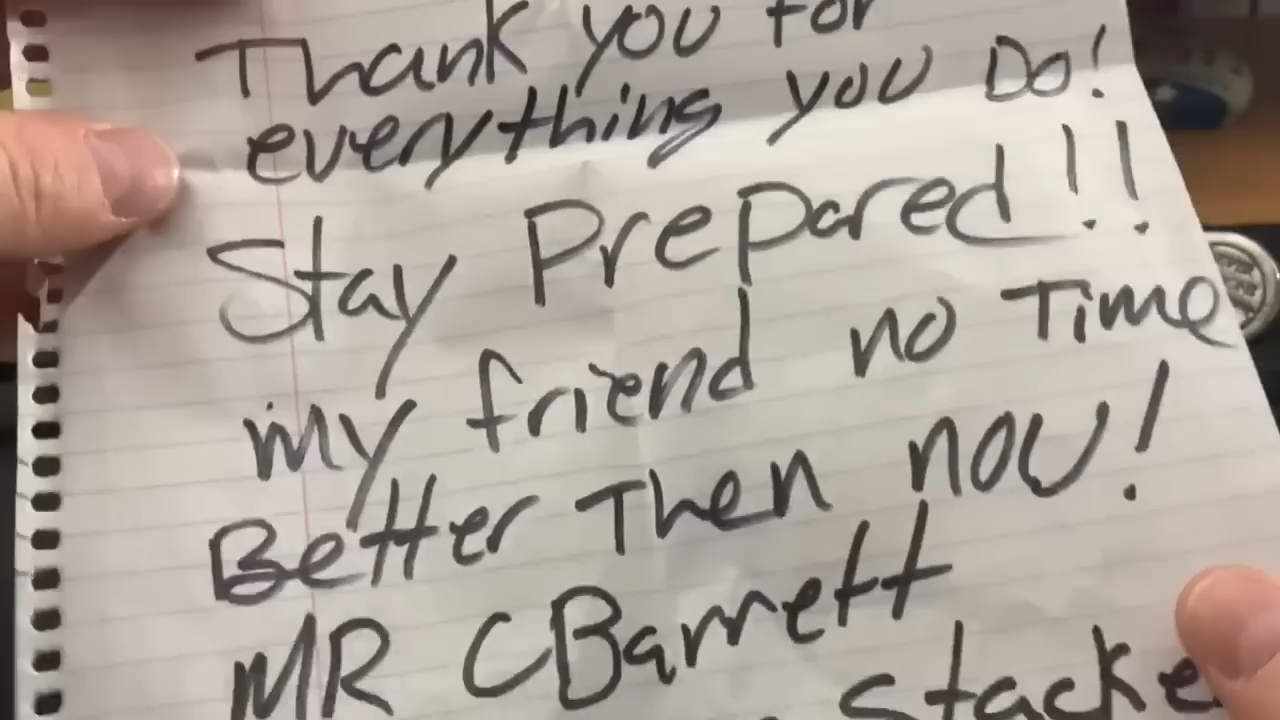 Thank you for
everything you Do!
Stay Prepared!!
my friend no Time
Better Then now!
MR CBarrett